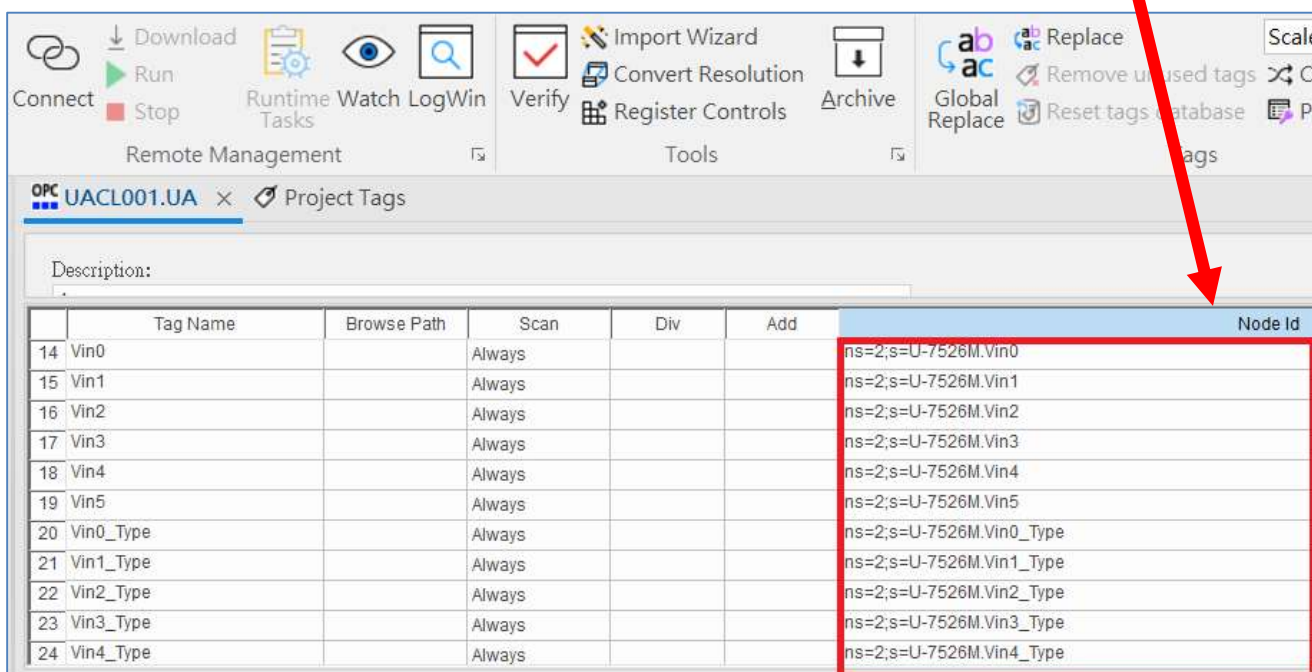 Connect
Download
Run
Stop
Runtime Tasks
Watch
LogWin
Remote Management
Verify
Import Wizard
Convert Resolution
Register Controls
Archive
Tools
Global Replace
Replace
Remove unused tags
Reset tags database
OPC UACL001.UA × Project Tags
Description:
Tag Name Browse Path Scan Div Add Node Id
14 Vin0 Always ns=2;s=U-7526M.Vin0
15 Vin1 Always ns=2;s=U-7526M.Vin1
16 Vin2 Always ns=2;s=U-7526M.Vin2
17 Vin3 Always ns=2;s=U-7526M.Vin3
18 Vin4 Always ns=2;s=U-7526M.Vin4
19 Vin5 Always ns=2;s=U-7526M.Vin5
20 Vin0_Type Always ns=2;s=U-7526M.Vin0_Type
21 Vin1_Type Always ns=2;s=U-7526M.Vin1_Type
22 Vin2_Type Always ns=2;s=U-7526M.Vin2_Type
23 Vin3_Type Always ns=2;s=U-7526M.Vin3_Type
24 Vin4_Type Always ns=2;s=U-7526M.Vin4_Type